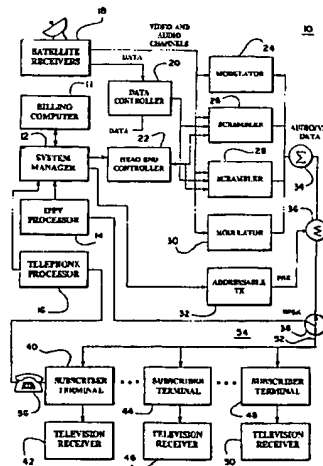 18
VIDEO AND
AUDIO
CHANNELS
10
SATELLITE
RECEIVERS
DATA
20
24
MODULATOR
11
BILLING
COMPUTER
DATA
CONTROLLER
26
SCRAMBLER
12
DATA
22
SYSTEM
MANAGER
HEAD END
CONTROLLER
28
SCRAMBLER
Σ
34
36
IPPV
PROCESSOR
14
30
MODULATOR
Σ
TELEPHONE
PROCESSOR
16
ADDRESSABLE
TX
32
54
38
52
40
SUBSCRIBER
TERMINAL
SUBSCRIBER
TERMINAL
SUBSCRIBER
TERMINAL
56
44
48
TELEVISION
RECEIVER
TELEVISION
RECEIVER
TELEVISION
RECEIVER
42
46
50